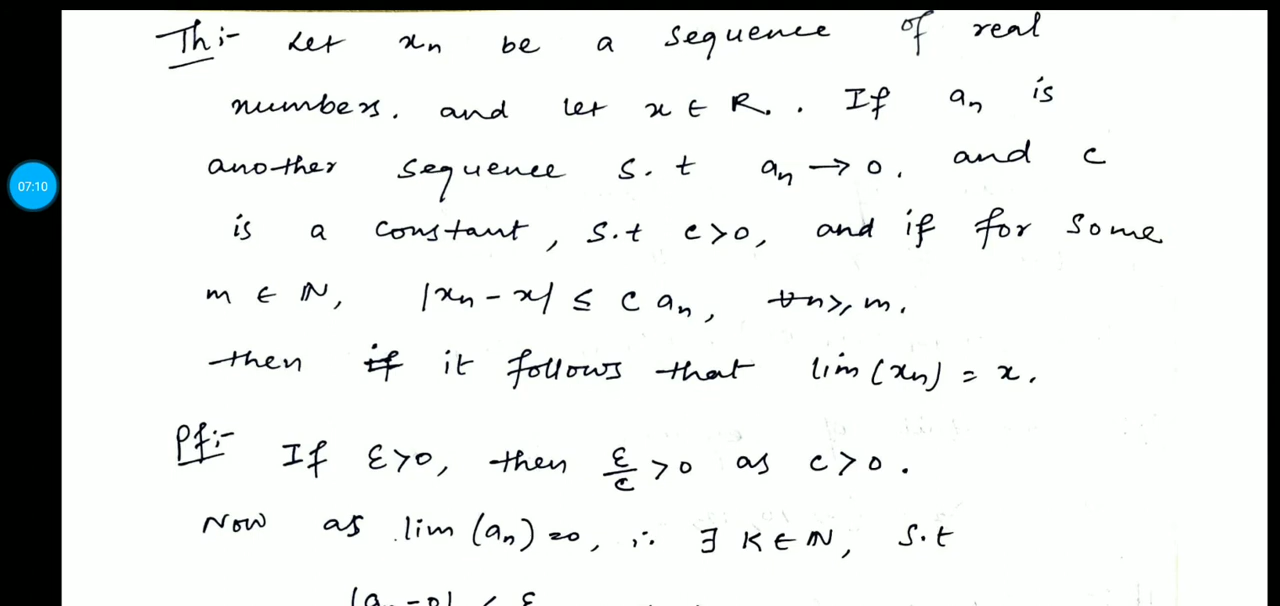 07:10
Th:- Let xn be a sequence of real
numbers. and let x ∈ R. . If an is
another sequence s.t an → 0, and c
is a constant, s.t c>0, and if for some
m ∈ ℕ, |xn - x| ≤ c an, ∀n≥m.
then if it follows that lim(xn) = x.
Pf:- If ε>0, then ε/c >0 as c>0.
Now as lim(an)=0, ∴ ∃ K∈ℕ, s.t
|an-0| < ε